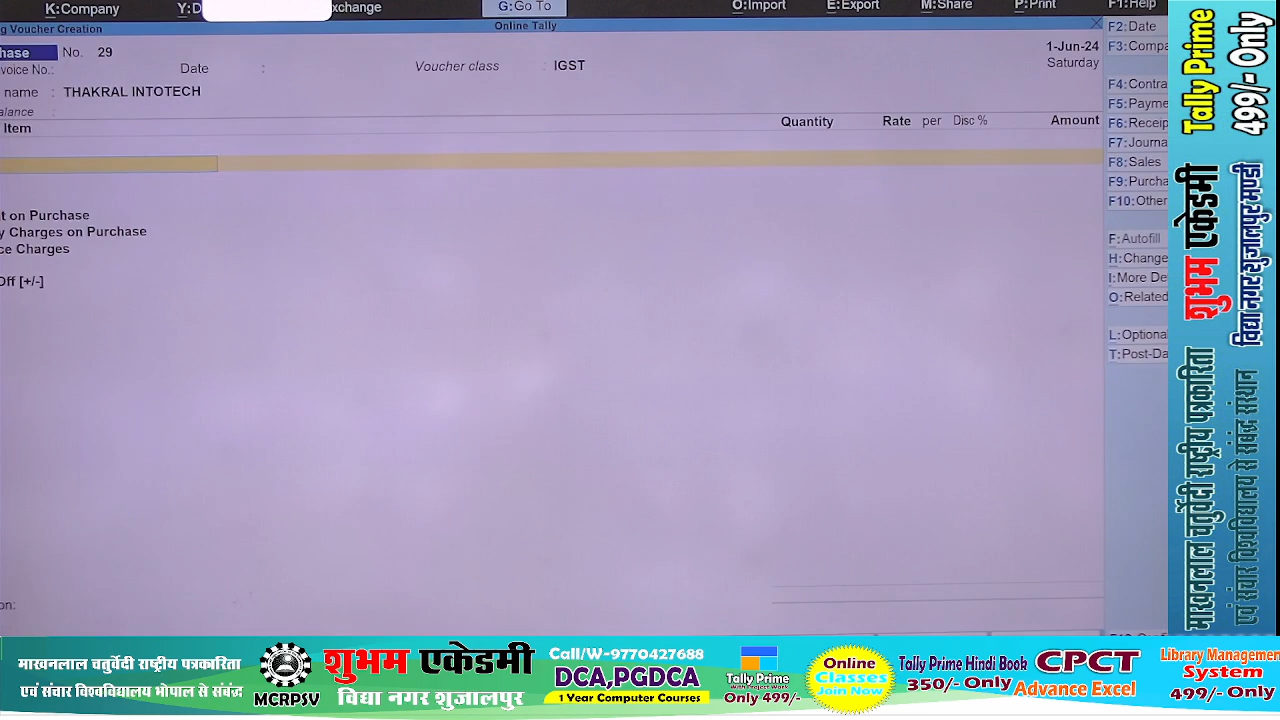 K:Company
Y:D
xchange
G:Go To
O:Import
E:Export
M:Share
P:Print
F1:Help
g Voucher Creation
Online Tally
hase
No. 29
1-Jun-24
voice No.:
Date :
Voucher class : IGST
Saturday
name : THAKRAL INTOTECH
alance :
Item
Quantity
Rate per Disc %
Amount
t on Purchase
y Charges on Purchase
ce Charges
Off [+/-]
on:
F2:Date
F3:Compa
F4:Contra
F5:Payme
F6:Receip
F7:Journa
F8:Sales
F9:Purcha
F10:Other
F:Autofill
H:Change
I:More De
O:Related
L:Optiona
T:Post-Da
Tally Prime
499/- Only
शुभम एकेडमी
विद्या नगर शुजालपुर मण्डी
माखनलाल चतुर्वेदी राष्ट्रीय पत्रकारिता
एवं संचार विश्वविद्यालय से संबंद्ध संस्थान
माखनलाल चतुर्वेदी राष्ट्रीय पत्रकारिता
एवं संचार विश्वविद्यालय भोपाल से संबंद्ध
MCRPSV
शुभम एकेडमी
विद्या नगर शुजालपुर
Call/W-9770427688
DCA,PGDCA
1 Year Computer Courses
Tally Prime
With Project Work
Only 499/-
Online
Classes
Join Now
Tally Prime Hindi Book
350/- Only
CPCT
Advance Excel
Library Managemen
System
499/- Only